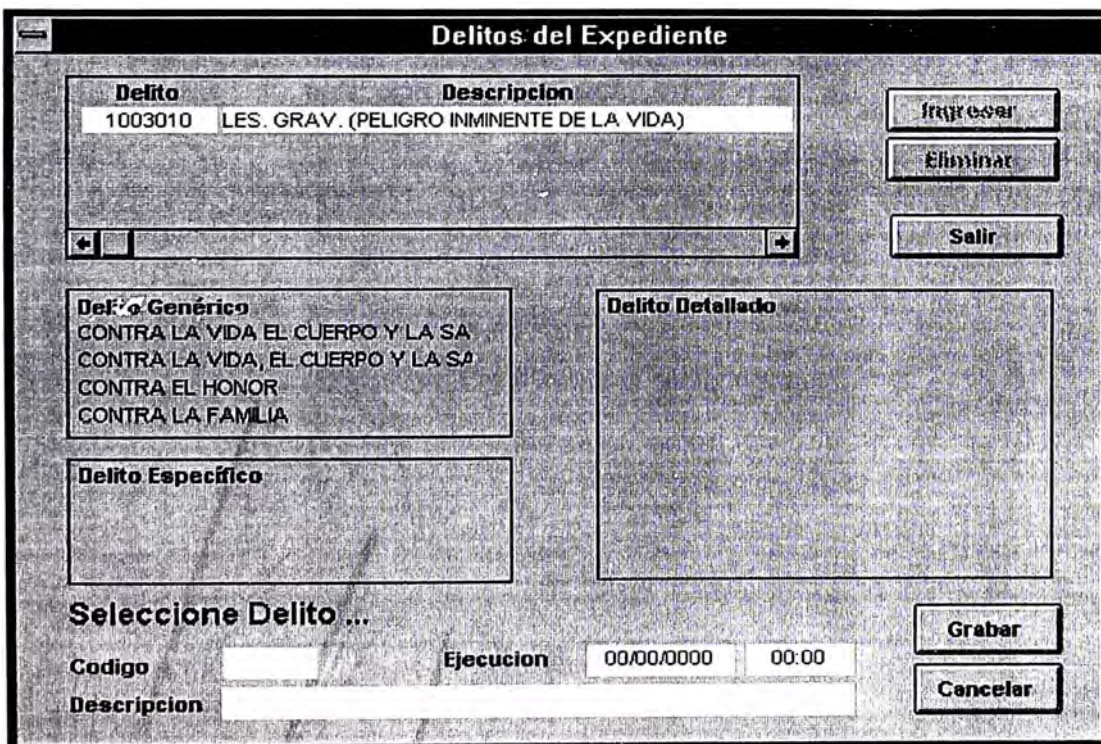 Delitos del Expediente
Delito Descripcion
1003010 LES. GRAV. (PELIGRO INMINENTE DE LA VIDA)
Ingresar
Eliminar
Salir
Delito Genérico
CONTRA LA VIDA EL CUERPO Y LA SA
CONTRA LA VIDA, EL CUERPO Y LA SA
CONTRA EL HONOR
CONTRA LA FAMILIA
Delito Detallado
Delito Específico
Seleccione Delito ...
Codigo
Ejecucion 00/00/0000 00:00
Descripcion
Grabar
Cancelar